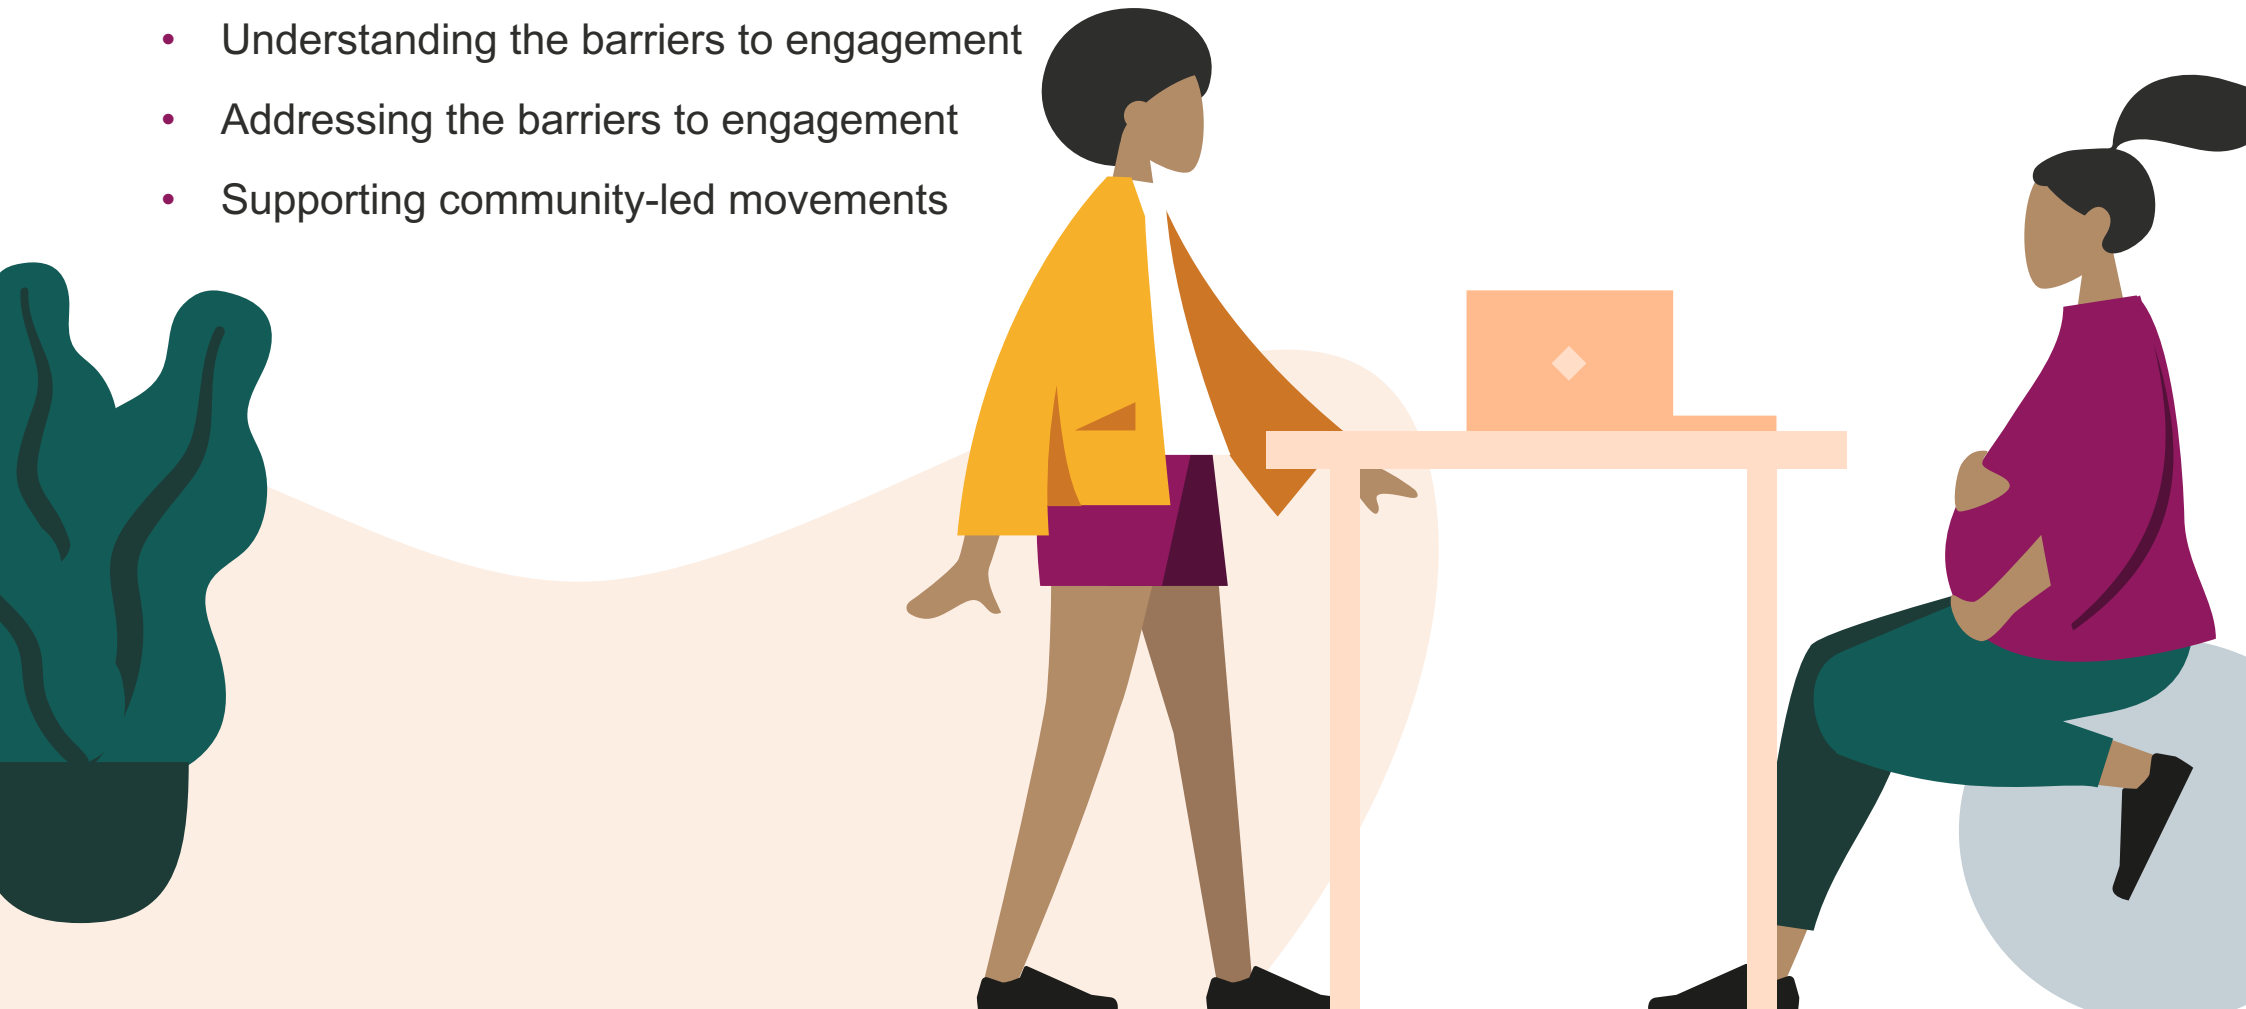 • Understanding the barriers to engagement
• Addressing the barriers to engagement
• Supporting community-led movements